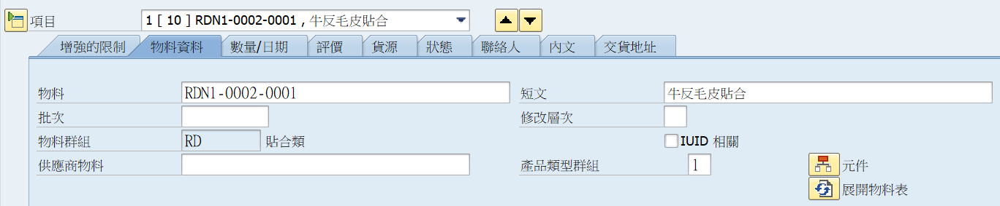 項目 1 [ 10 ] RDN1-0002-0001 , 牛反毛皮貼合
增強的限制 物料資料 數量/日期 評價 貨源 狀態 聯絡人 內文 交貨地址
物料 RDN1-0002-0001 短文 牛反毛皮貼合
批次 修改層次
物料群組 RD 貼合類 IUID 相關
供應商物料 產品類型群組 1 元件
展開物料表